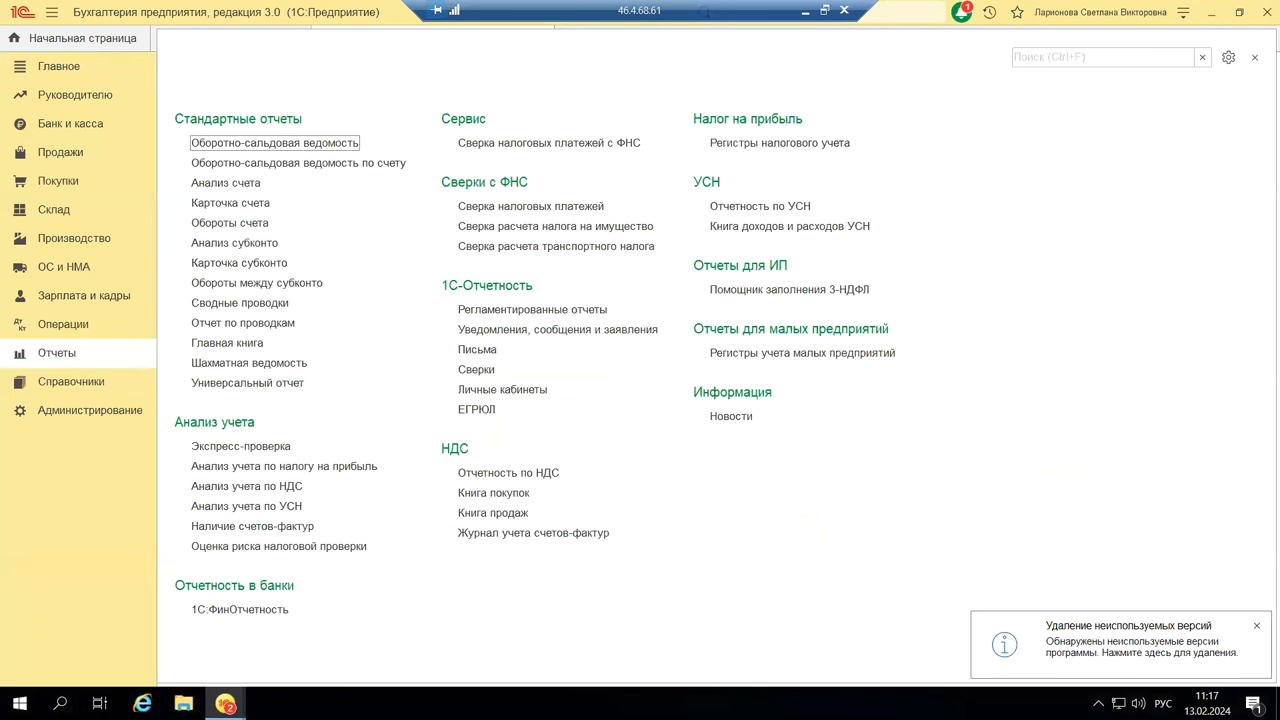 1С Бухгалтерия предприятия, редакция 3.0 (1С:Предприятие)
46.4.68.61
1
Ларионова Светлана Викторовна
Начальная страница
Главное
Руководителю
Банк и касса
Продажи
Покупки
Склад
Производство
ОС и НМА
Зарплата и кадры
Дт Кт Операции
Отчеты
Справочники
Администрирование
Поиск (Ctrl+F)
Стандартные отчеты
Оборотно-сальдовая ведомость
Оборотно-сальдовая ведомость по счету
Анализ счета
Карточка счета
Обороты счета
Анализ субконто
Карточка субконто
Обороты между субконто
Сводные проводки
Отчет по проводкам
Главная книга
Шахматная ведомость
Универсальный отчет
Анализ учета
Экспресс-проверка
Анализ учета по налогу на прибыль
Анализ учета по НДС
Анализ учета по УСН
Наличие счетов-фактур
Оценка риска налоговой проверки
Отчетность в банки
1С:ФинОтчетность
Сервис
Сверка налоговых платежей с ФНС
Сверки с ФНС
Сверка налоговых платежей
Сверка расчета налога на имущество
Сверка расчета транспортного налога
1С-Отчетность
Регламентированные отчеты
Уведомления, сообщения и заявления
Письма
Сверки
Личные кабинеты
ЕГРЮЛ
НДС
Отчетность по НДС
Книга покупок
Книга продаж
Журнал учета счетов-фактур
Налог на прибыль
Регистры налогового учета
УСН
Отчетность по УСН
Книга доходов и расходов УСН
Отчеты для ИП
Помощник заполнения 3-НДФЛ
Отчеты для малых предприятий
Регистры учета малых предприятий
Информация
Новости
Удаление неиспользуемых версий
Обнаружены неиспользуемые версии
программы. Нажмите здесь для удаления.
2
РУС
11:17
13.02.2024
1